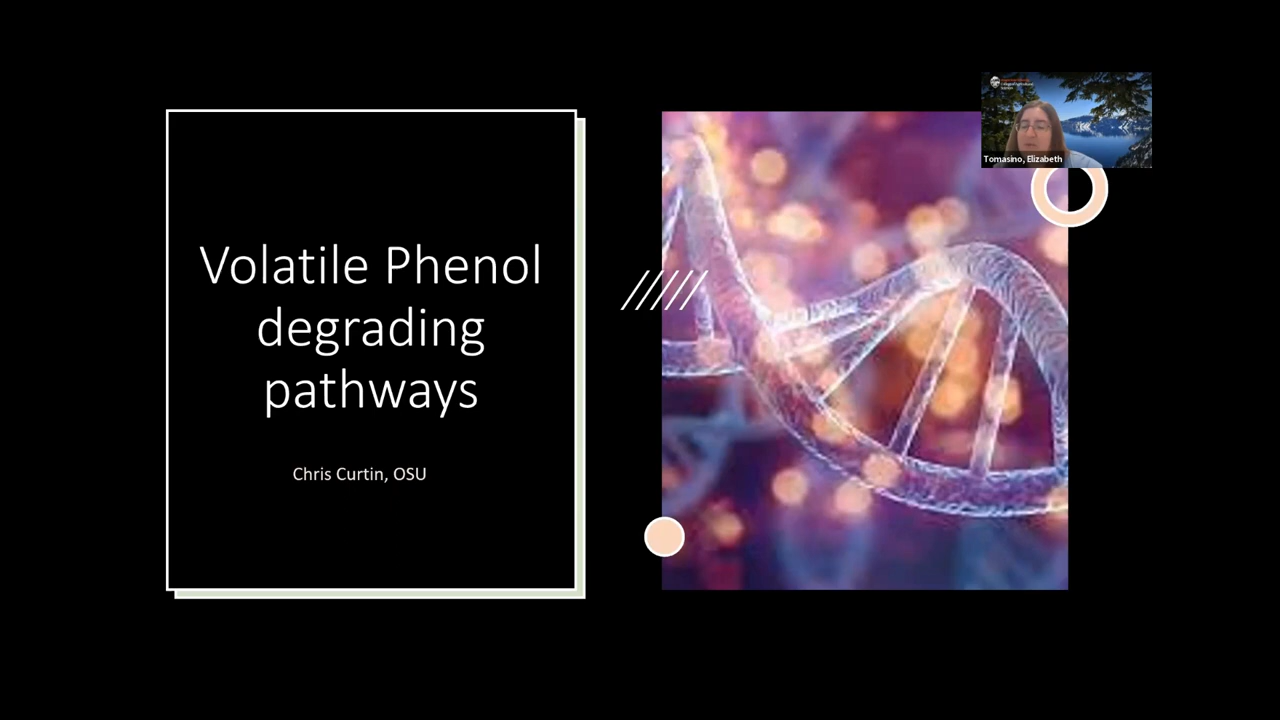 Volatile Phenol
degrading
pathways
Chris Curtin, OSU
Tomasino, Elizabeth